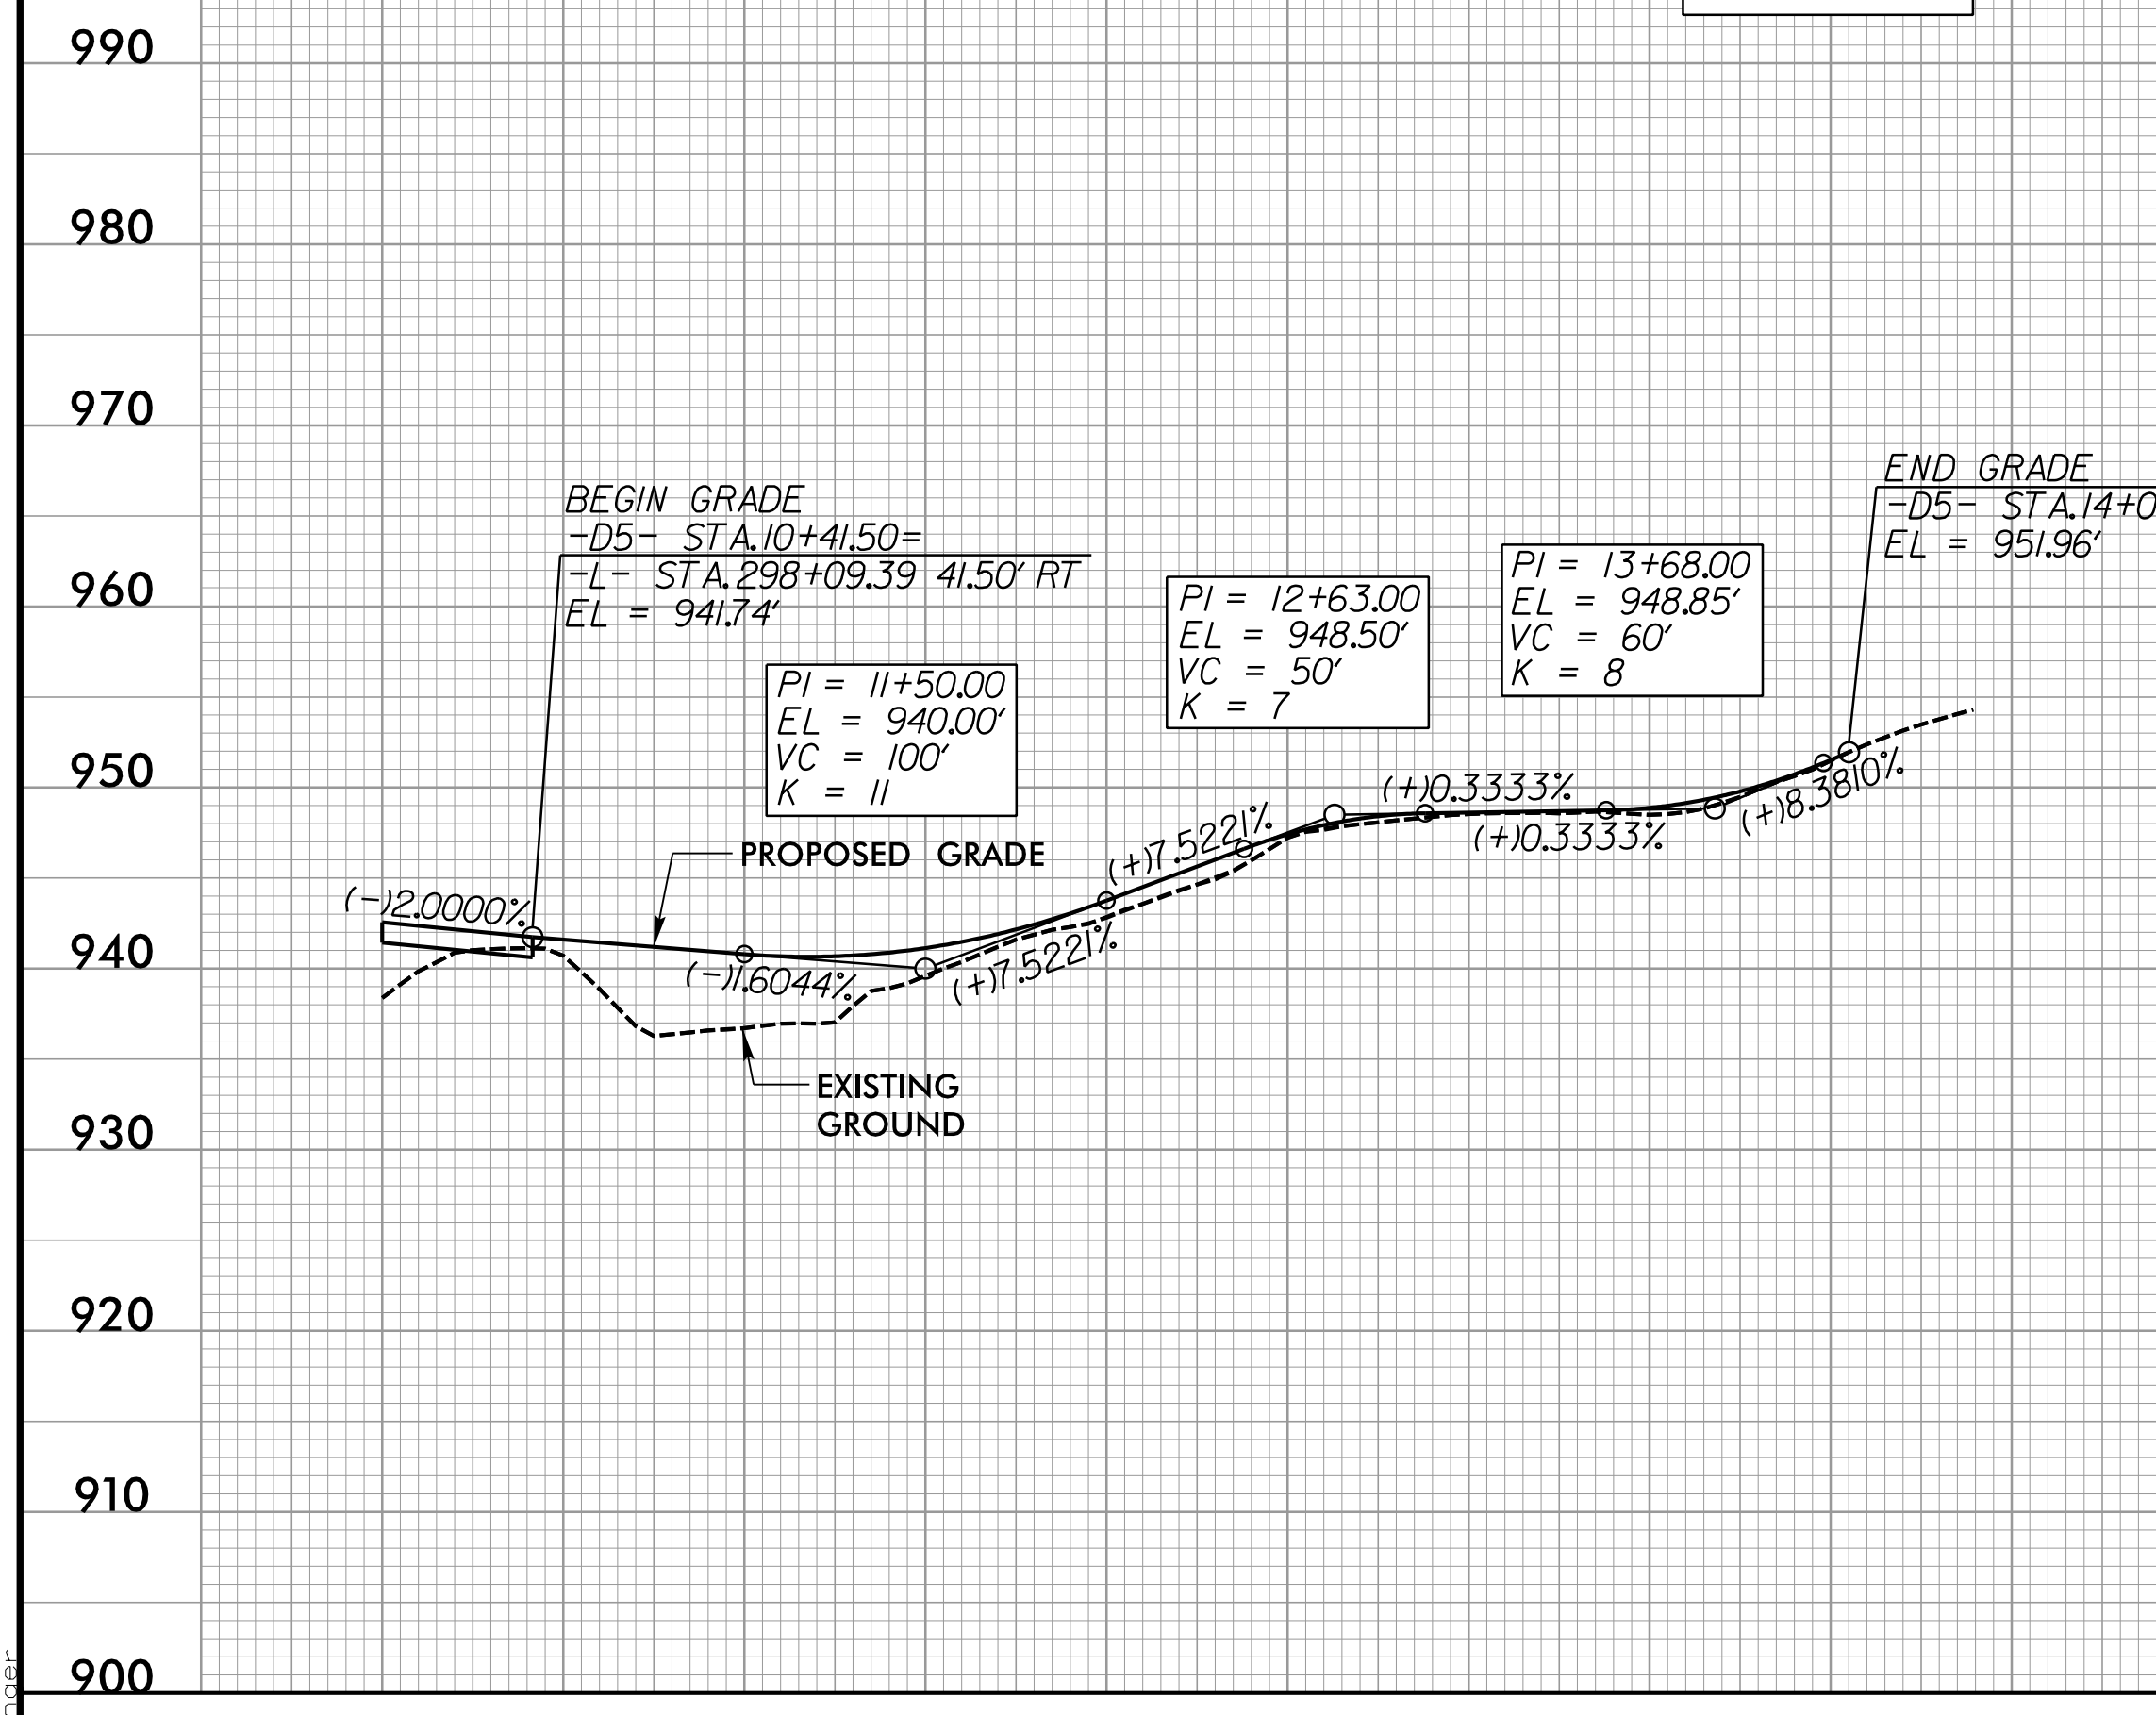 990
980
970
960
950
940
930
920
910
900
BEGIN GRADE
-D5- STA.10+41.50=
-L- STA.298+09.39 41.50' RT
EL = 941.74'
PI = 11+50.00
EL = 940.00'
VC = 100'
K = 11
PI = 12+63.00
EL = 948.50'
VC = 50'
K = 7
PI = 13+68.00
EL = 948.85'
VC = 60'
K = 8
END GRADE
-D5- STA.14+0
EL = 951.96'
PROPOSED GRADE
(-)2.0000%
(-)1.6044%
(+)7.5221%
(+)7.5221%
(+)0.3333%
(+)0.3333%
(+)8.3810%
EXISTING
GROUND